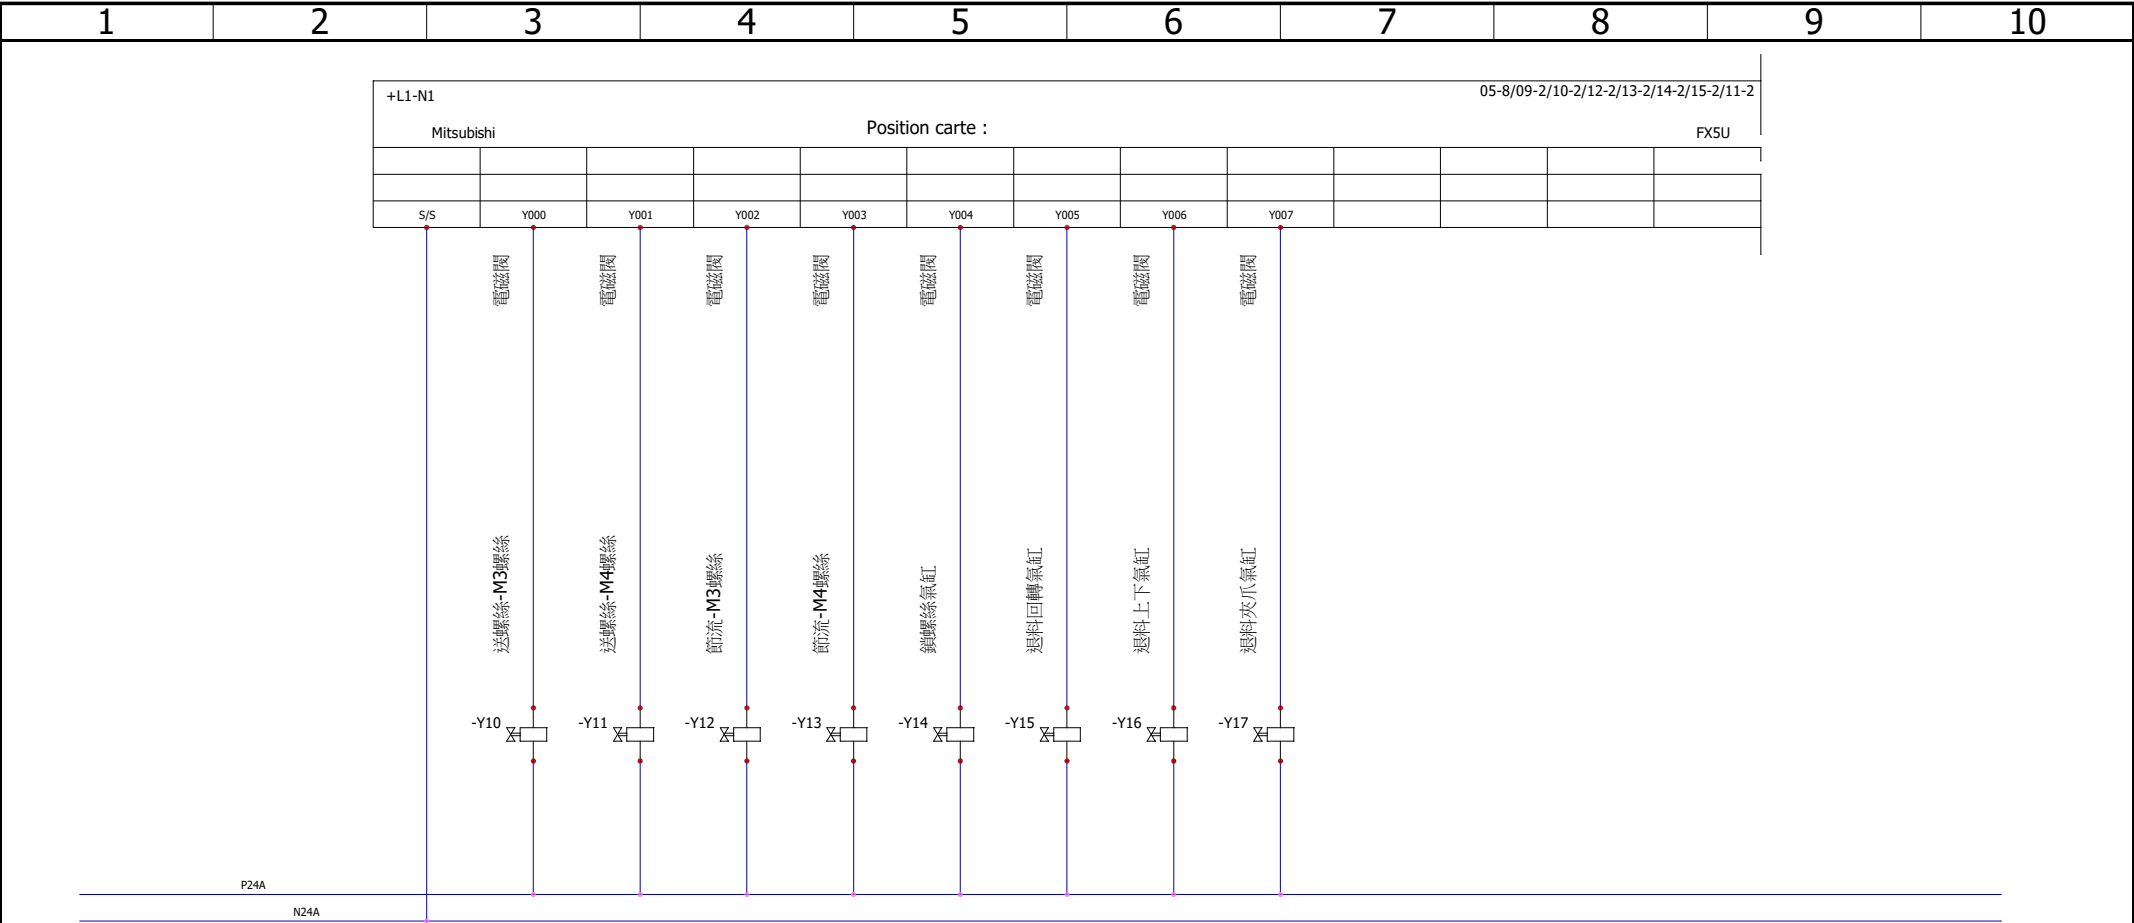 1 2 3 4 5 6 7 8 9 10
+L1-N1 05-8/09-2/10-2/12-2/13-2/14-2/15-2/11-2
Mitsubishi Position carte : FX5U
S/S Y000 Y001 Y002 Y003 Y004 Y005 Y006 Y007
電磁閥 電磁閥 電磁閥 電磁閥 電磁閥 電磁閥 電磁閥 電磁閥
送螺絲-M3螺絲
送螺絲-M4螺絲
節流-M3螺絲
節流-M4螺絲
鎖螺絲氣缸
退料回轉氣缸
退料上下氣缸
退料夾爪氣缸
-Y10 -Y11 -Y12 -Y13 -Y14 -Y15 -Y16 -Y17
P24A
N24A